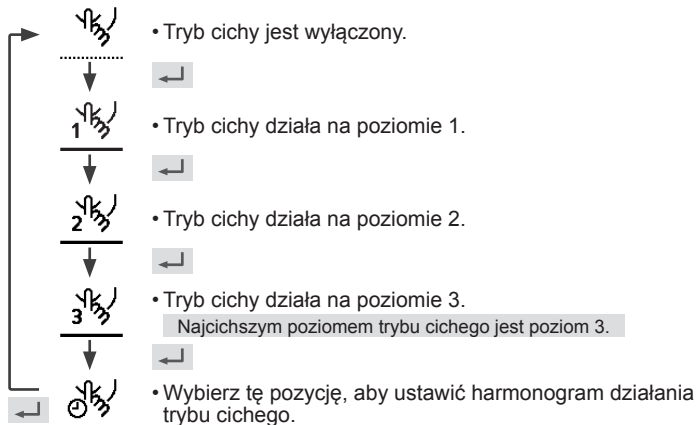 • Tryb cichy jest wyłączony.
1
• Tryb cichy działa na poziomie 1.
2
• Tryb cichy działa na poziomie 2.
3
• Tryb cichy działa na poziomie 3.
Najcichszym poziomem trybu cichego jest poziom 3.
• Wybierz tę pozycję, aby ustawić harmonogram działania
trybu cichego.